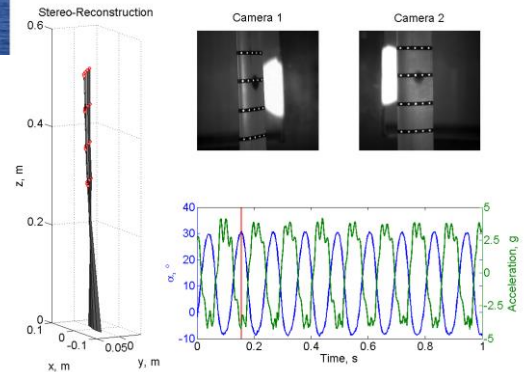 Stereo-Reconstruction
Camera 1
Camera 2
0.6
0.4
0.2
0
z, m
0.1
0
-0.1
x, m
0 0.05
y, m
40
30
20
10
0
-10
α, °
5
2.5
0
-2.5
-5
Acceleration, g
0 0.2 0.4 0.6 0.8 1
Time, s